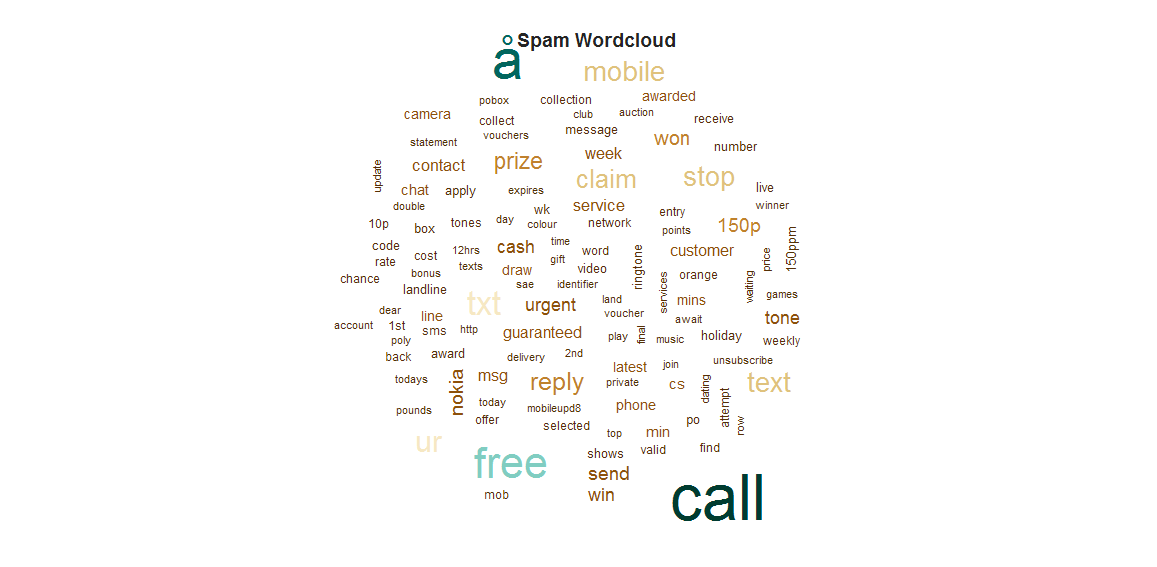 Spam Wordcloud
å
mobile
pobox collection awarded
camera collect club auction receive
statement vouchers message won number
update contact prize week claim stop live
chat apply expires
double wk service entry winner
10p box tones day colour network points 150p
code cost 12hrs cash time word ringtone customer price 150ppm
rate texts draw gift video orange
chance bonus sae identifier services waiting games
landline txt urgent land mins
dear line voucher await tone
account 1st sms http guaranteed play final music holiday weekly
poly
back award delivery 2nd unsubscribe
todays nokia msg reply latest join text
private cs dating attempt
pounds today mobileupd8 phone po row
offer selected top min
ur free shows valid find
send
mob win call